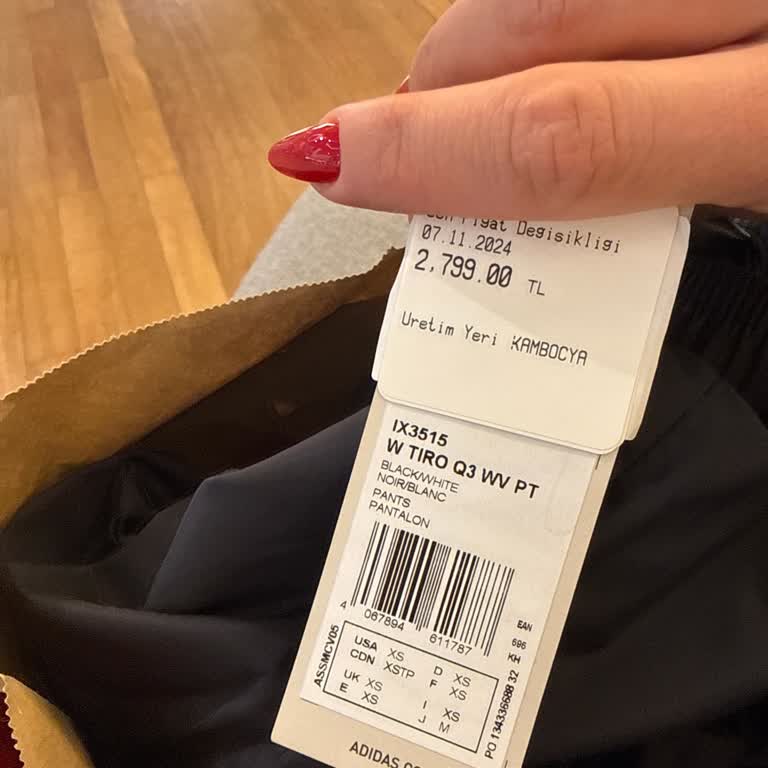 Fiyat Degisikligi
07.11.2024
2,799.00 TL
Uretim Yeri KAMBOCYA
IX3515
W TIRO Q3 WV PT
BLACK/WHITE
NOIR/BLANC
PANTS
PANTALON
4 067894 611787
EAN
696
KH
ASSMCV05
USA XS
CDN XSTP
UK XS
E XS
D XS
F XS
I XS
J M
PO 134336688 32
ADIDAS